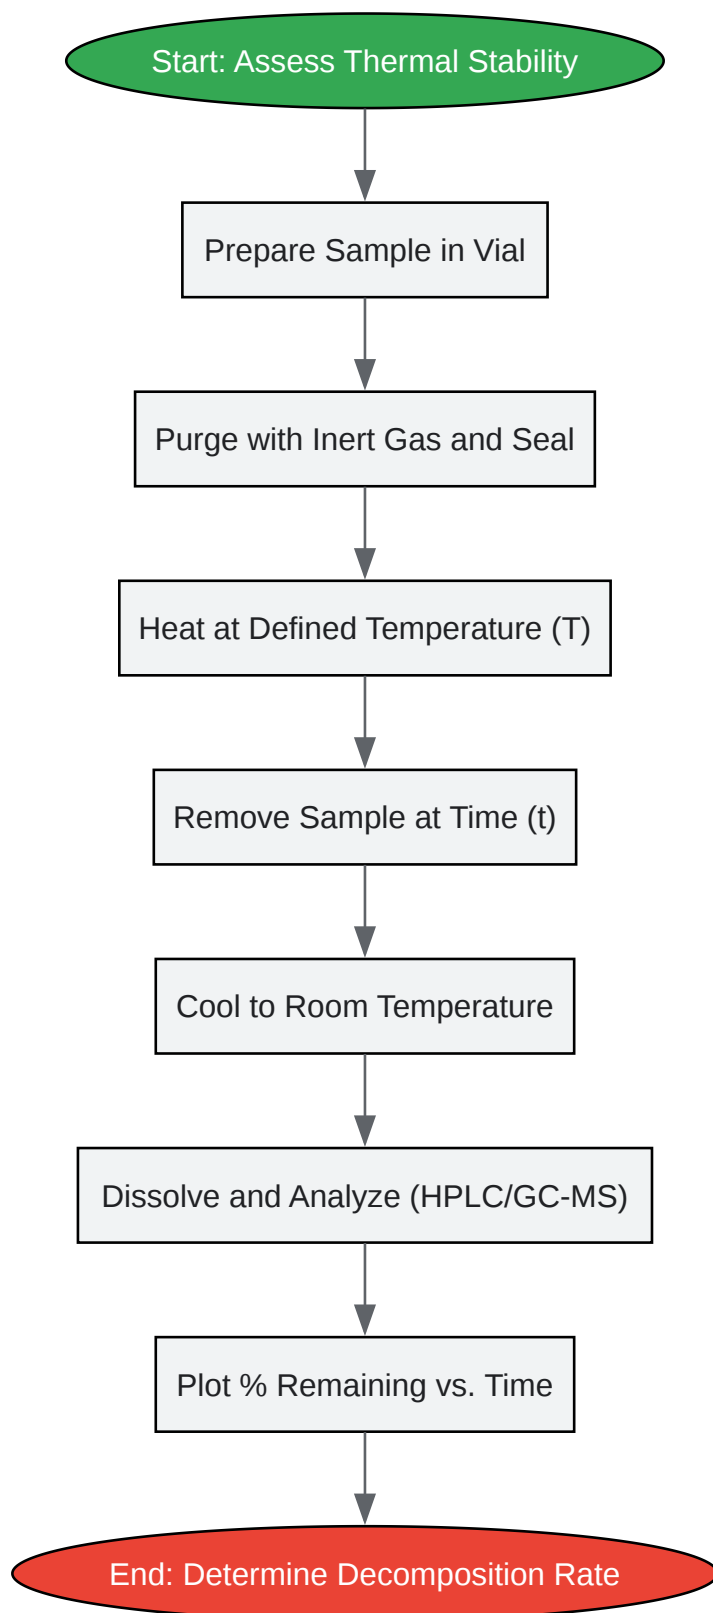 Start: Assess Thermal Stability
Prepare Sample in Vial
Purge with Inert Gas and Seal
Heat at Defined Temperature (T)
Remove Sample at Time (t)
Cool to Room Temperature
Dissolve and Analyze (HPLC/GC-MS)
Plot % Remaining vs. Time
End: Determine Decomposition Rate